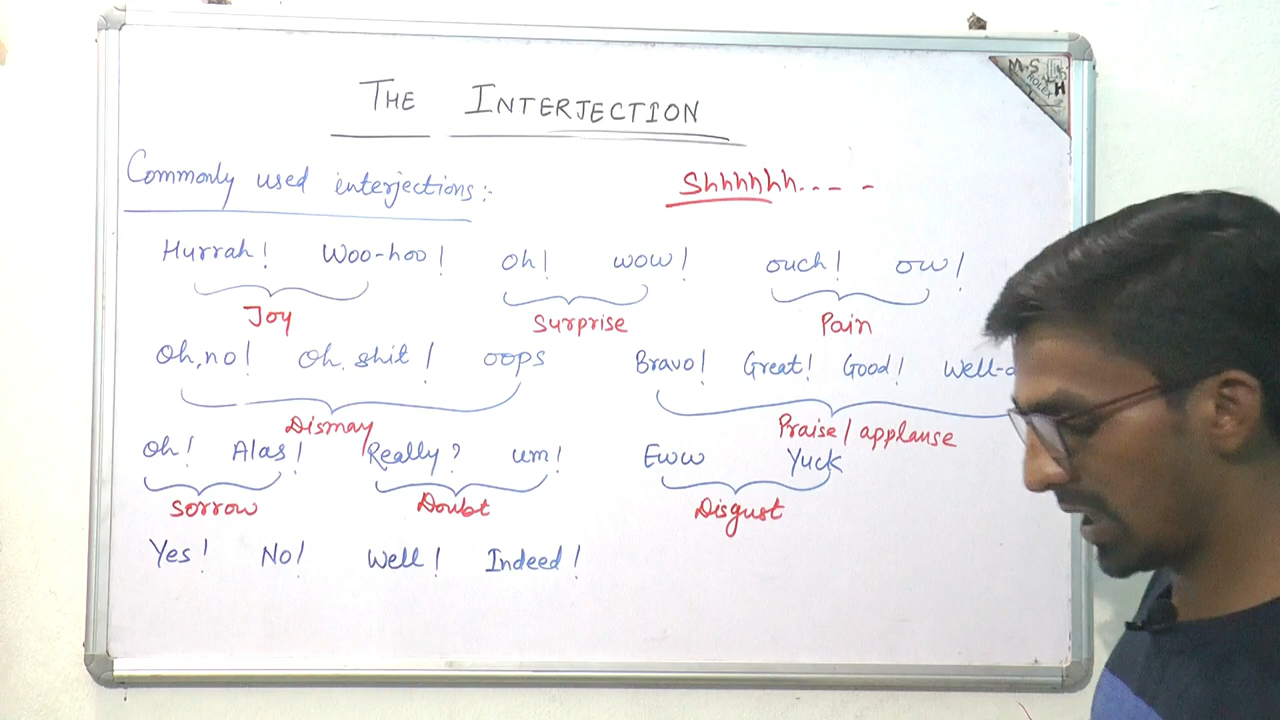 THE INTERJECTION
Commonly used interjections:-
Shhhhhh.... -
Hurrah! Woo-hoo! Oh! wow! ouch! ow!
Joy Surprise Pain
Oh, no! Oh, shit! oops Bravo! Great! Good! Well-d
Dismay Praise/applause
Oh! Alas! Really? um! Eww Yuck
Sorrow Doubt Disgust
Yes! No! Well! Indeed!
ROLEX